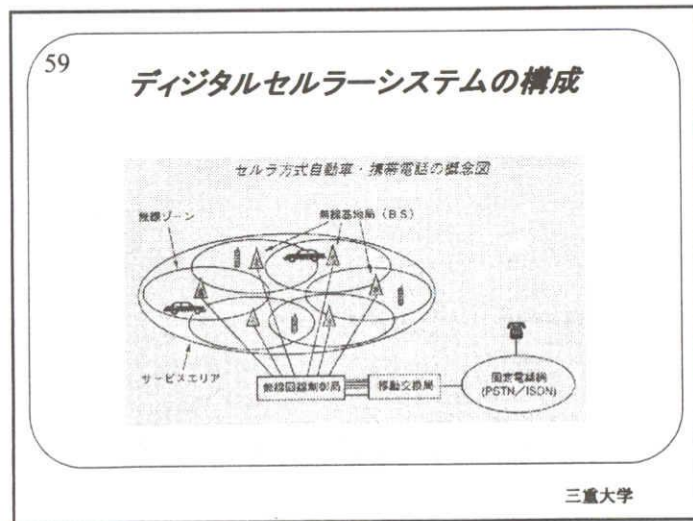 59
ディジタルセルラーシステムの構成
セルラ方式自動車・携帯電話の概念図
無線ゾーン
無線基地局（BS）
サービスエリア
無線回線制御局
移動交換局
固定電話網
(PSTN／ISDN)
三重大学